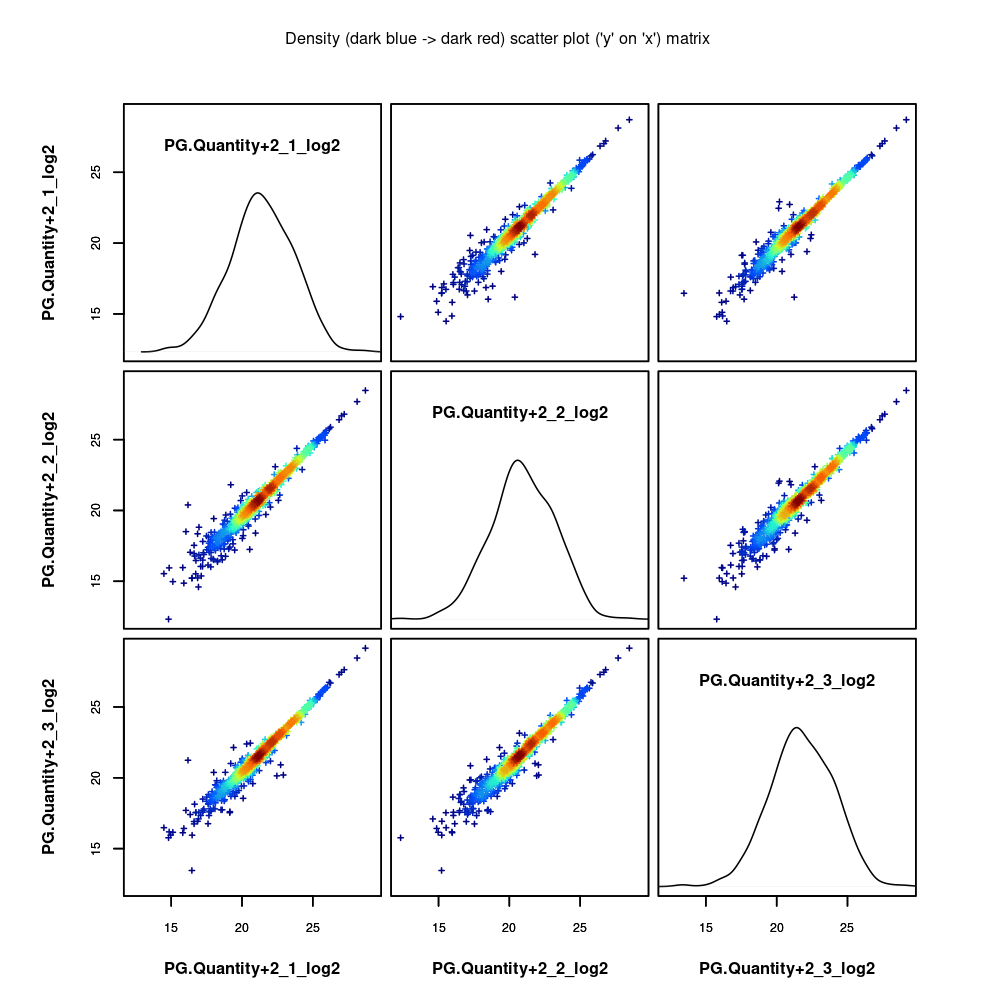 Density (dark blue -> dark red) scatter plot ('y' on 'x') matrix
PG.Quantity+2_1_log2
PG.Quantity+2_1_log2
25
20
15
PG.Quantity+2_2_log2
PG.Quantity+2_2_log2
25
20
15
PG.Quantity+2_3_log2
PG.Quantity+2_3_log2
25
20
15
15 20 25 15 20 25 15 20 25
PG.Quantity+2_1_log2 PG.Quantity+2_2_log2 PG.Quantity+2_3_log2